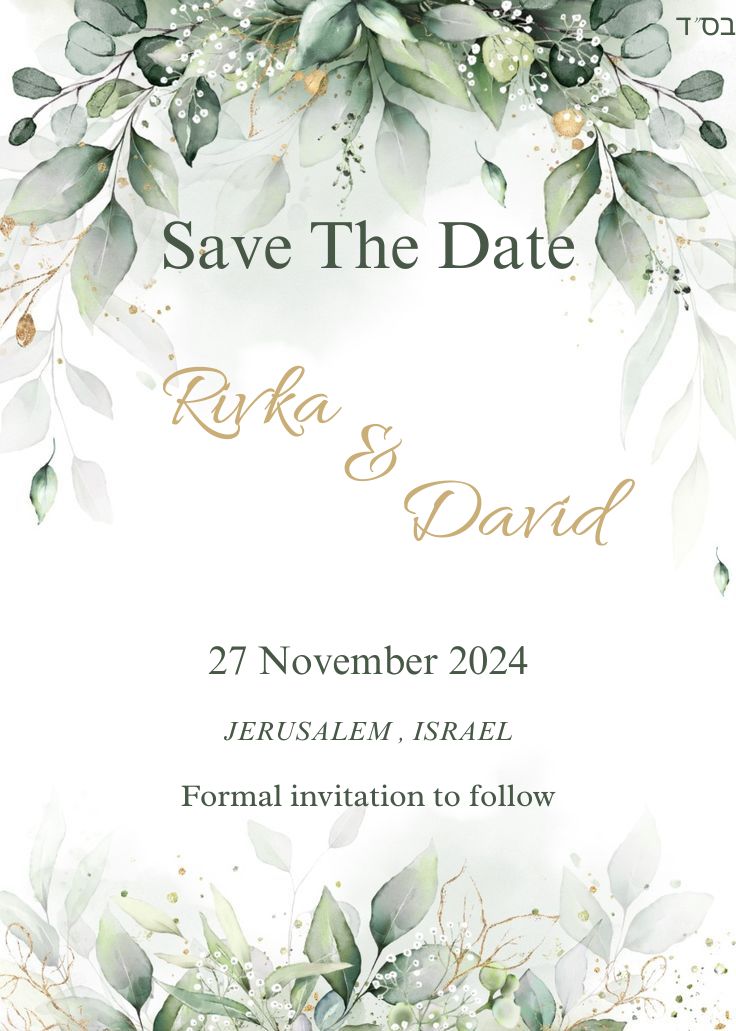 בס״ד
Save The Date
Rivka
&
David
27 November 2024
JERUSALEM , ISRAEL
Formal invitation to follow